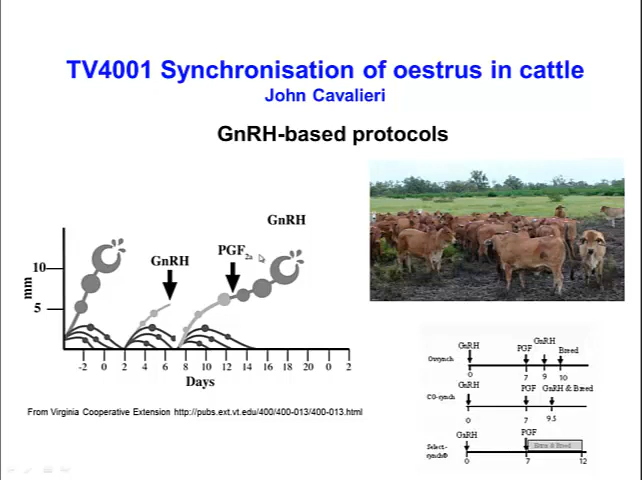 TV4001 Synchronisation of oestrus in cattle
John Cavalieri
GnRH-based protocols
GnRH
GnRH
PGF2a
10
5
mm
-2 0 2 4 6 8 10 12 14 16 18 20 0 2
Days
From Virginia Cooperative Extension http://pubs.ext.vt.edu/400/400-013/400-013.html
GnRH
PGF
GnRH
Breed
Ovsynch
0 7 9 10
GnRH
PGF
GnRH & Breed
CO-synch
0 7 9.5
GnRH
PGF
Heat & Breed
Select-
synch®
0 7 12